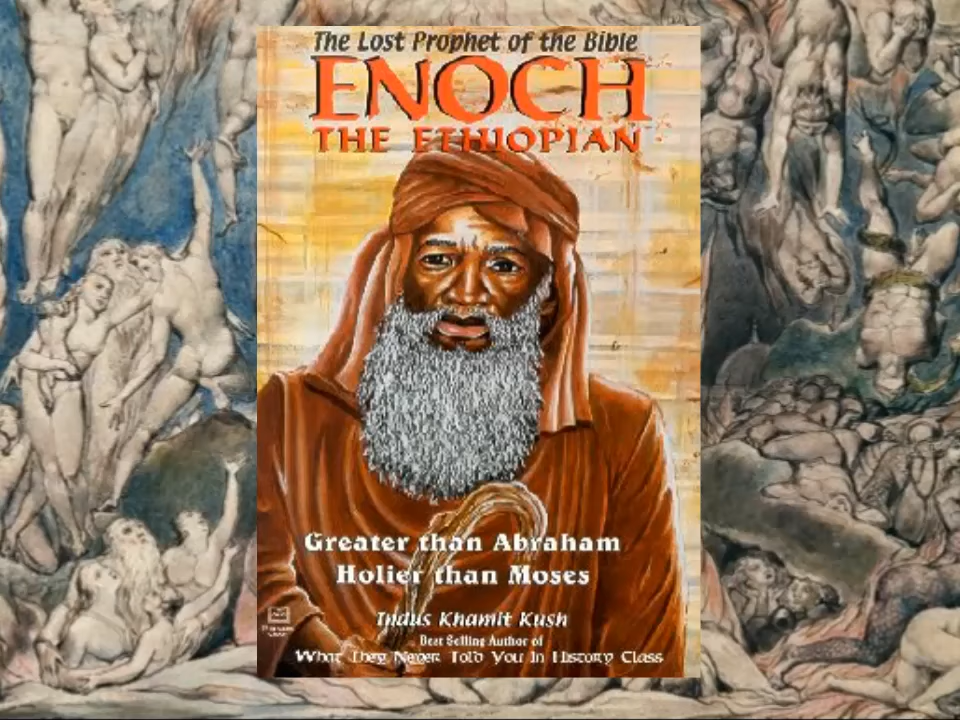 The Lost Prophet of the Bible
ENOCH
THE ETHIOPIAN
Greater than Abraham
Holier than Moses
Indus Khamit Kush
Best Selling Author of
What They Never Told You In History Class